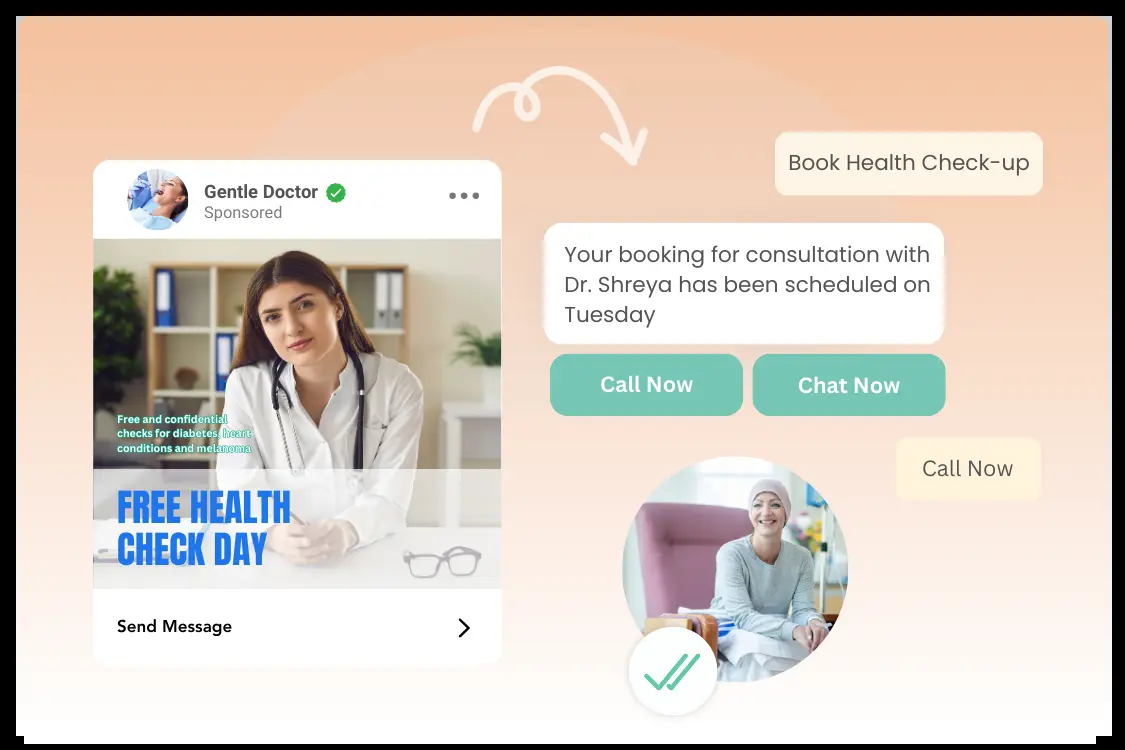 Gentle Doctor
Sponsored
Free and confidential
checks for diabetes, heart
conditions and melanoma
FREE HEALTH
CHECK DAY
Send Message
Book Health Check-up
Your booking for consultation with
Dr. Shreya has been scheduled on
Tuesday
Call Now
Chat Now
Call Now